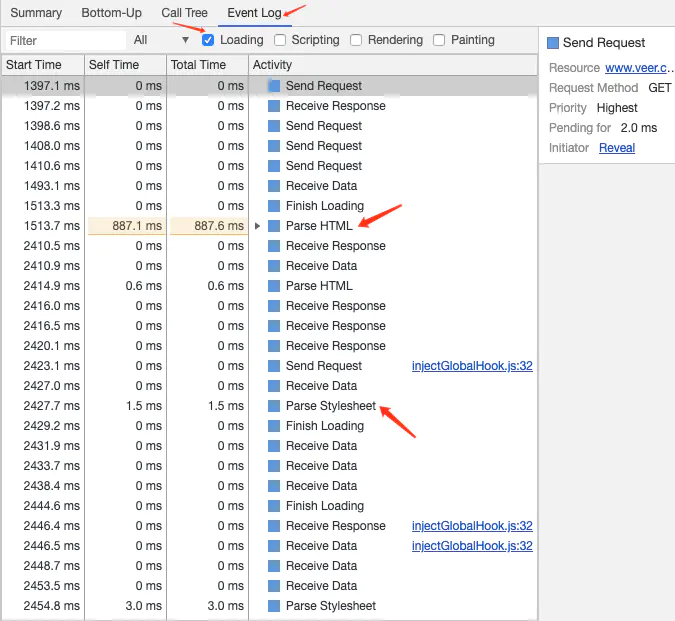 Summary Bottom-Up Call Tree Event Log
Filter All Loading Scripting Rendering Painting
Start Time Self Time Total Time Activity
1397.1 ms 0 ms 0 ms Send Request
1397.2 ms 0 ms 0 ms Receive Response
1398.6 ms 0 ms 0 ms Send Request
1408.0 ms 0 ms 0 ms Send Request
1410.6 ms 0 ms 0 ms Send Request
1493.1 ms 0 ms 0 ms Receive Data
1513.3 ms 0 ms 0 ms Finish Loading
1513.7 ms 887.1 ms 887.6 ms Parse HTML
2410.5 ms 0 ms 0 ms Receive Response
2410.9 ms 0 ms 0 ms Receive Data
2414.9 ms 0.6 ms 0.6 ms Parse HTML
2416.0 ms 0 ms 0 ms Receive Response
2416.5 ms 0 ms 0 ms Receive Response
2420.1 ms 0 ms 0 ms Receive Response
2423.1 ms 0 ms 0 ms Send Request injectGlobalHook.js:32
2427.0 ms 0 ms 0 ms Receive Data
2427.7 ms 1.5 ms 1.5 ms Parse Stylesheet
2429.2 ms 0 ms 0 ms Finish Loading
2431.9 ms 0 ms 0 ms Receive Data
2433.7 ms 0 ms 0 ms Receive Data
2438.4 ms 0 ms 0 ms Receive Data
2444.6 ms 0 ms 0 ms Finish Loading
2446.4 ms 0 ms 0 ms Receive Response injectGlobalHook.js:32
2446.5 ms 0 ms 0 ms Receive Data injectGlobalHook.js:32
2448.7 ms 0 ms 0 ms Receive Data
2453.5 ms 0 ms 0 ms Receive Data
2454.8 ms 3.0 ms 3.0 ms Parse Stylesheet
Send Request
Resource www.veer.c...
Request Method GET
Priority Highest
Pending for 2.0 ms
Initiator Reveal